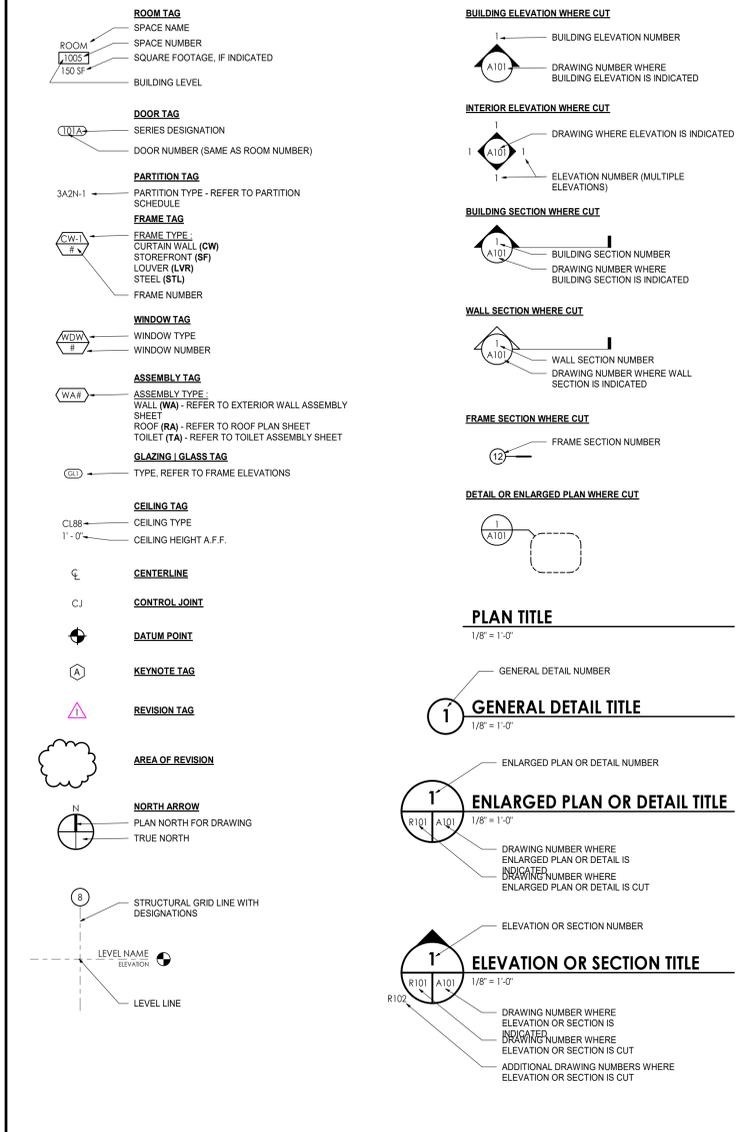 ROOM TAG
SPACE NAME
ROOM
SPACE NUMBER
1005
SQUARE FOOTAGE, IF INDICATED
150 SF
BUILDING LEVEL
DOOR TAG
101A
SERIES DESIGNATION
DOOR NUMBER (SAME AS ROOM NUMBER)
PARTITION TAG
3A2N-1
PARTITION TYPE - REFER TO PARTITION
SCHEDULE
FRAME TAG
CW-1
#
FRAME TYPE :
CURTAIN WALL (CW)
STOREFRONT (SF)
LOUVER (LVR)
STEEL (STL)
FRAME NUMBER
WINDOW TAG
WDW
WINDOW TYPE
#
WINDOW NUMBER
ASSEMBLY TAG
WA#
ASSEMBLY TYPE :
WALL (WA) - REFER TO EXTERIOR WALL ASSEMBLY
SHEET
ROOF (RA) - REFER TO ROOF PLAN SHEET
TOILET (TA) - REFER TO TOILET ASSEMBLY SHEET
GLAZING | GLASS TAG
GL1
TYPE, REFER TO FRAME ELEVATIONS
CEILING TAG
CL88
CEILING TYPE
1' - 0"
CEILING HEIGHT A.F.F.
CL
CENTERLINE
CJ
CONTROL JOINT
DATUM POINT
A
KEYNOTE TAG
1
REVISION TAG
AREA OF REVISION
N
NORTH ARROW
PLAN NORTH FOR DRAWING
TRUE NORTH
8
STRUCTURAL GRID LINE WITH
DESIGNATIONS
LEVEL NAME
ELEVATION
LEVEL LINE
BUILDING ELEVATION WHERE CUT
1
BUILDING ELEVATION NUMBER
A101
DRAWING NUMBER WHERE
BUILDING ELEVATION IS INDICATED
INTERIOR ELEVATION WHERE CUT
1
DRAWING WHERE ELEVATION IS INDICATED
1 A101 1
1
ELEVATION NUMBER (MULTIPLE
ELEVATIONS)
BUILDING SECTION WHERE CUT
1
A101
BUILDING SECTION NUMBER
DRAWING NUMBER WHERE
BUILDING SECTION IS INDICATED
WALL SECTION WHERE CUT
1
A101
WALL SECTION NUMBER
DRAWING NUMBER WHERE WALL
SECTION IS INDICATED
FRAME SECTION WHERE CUT
FRAME SECTION NUMBER
12
DETAIL OR ENLARGED PLAN WHERE CUT
1
A101
PLAN TITLE
1/8" = 1'-0"
GENERAL DETAIL NUMBER
1
GENERAL DETAIL TITLE
1/8" = 1'-0"
ENLARGED PLAN OR DETAIL NUMBER
1
ENLARGED PLAN OR DETAIL TITLE
R101 A101
1/8" = 1'-0"
DRAWING NUMBER WHERE
ENLARGED PLAN OR DETAIL IS
INDICATED
DRAWING NUMBER WHERE
ENLARGED PLAN OR DETAIL IS CUT
ELEVATION OR SECTION NUMBER
1
ELEVATION OR SECTION TITLE
R101 A101
1/8" = 1'-0"
R102
DRAWING NUMBER WHERE
ELEVATION OR SECTION IS
INDICATED
DRAWING NUMBER WHERE
ELEVATION OR SECTION IS CUT
ADDITIONAL DRAWING NUMBERS WHERE
ELEVATION OR SECTION IS CUT